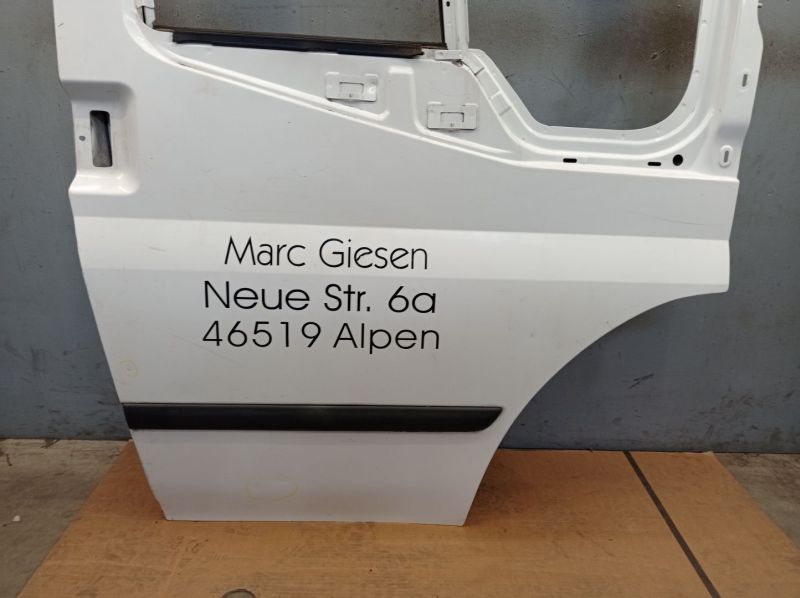 Marc Giesen
Neue Str. 6a
46519 Alpen